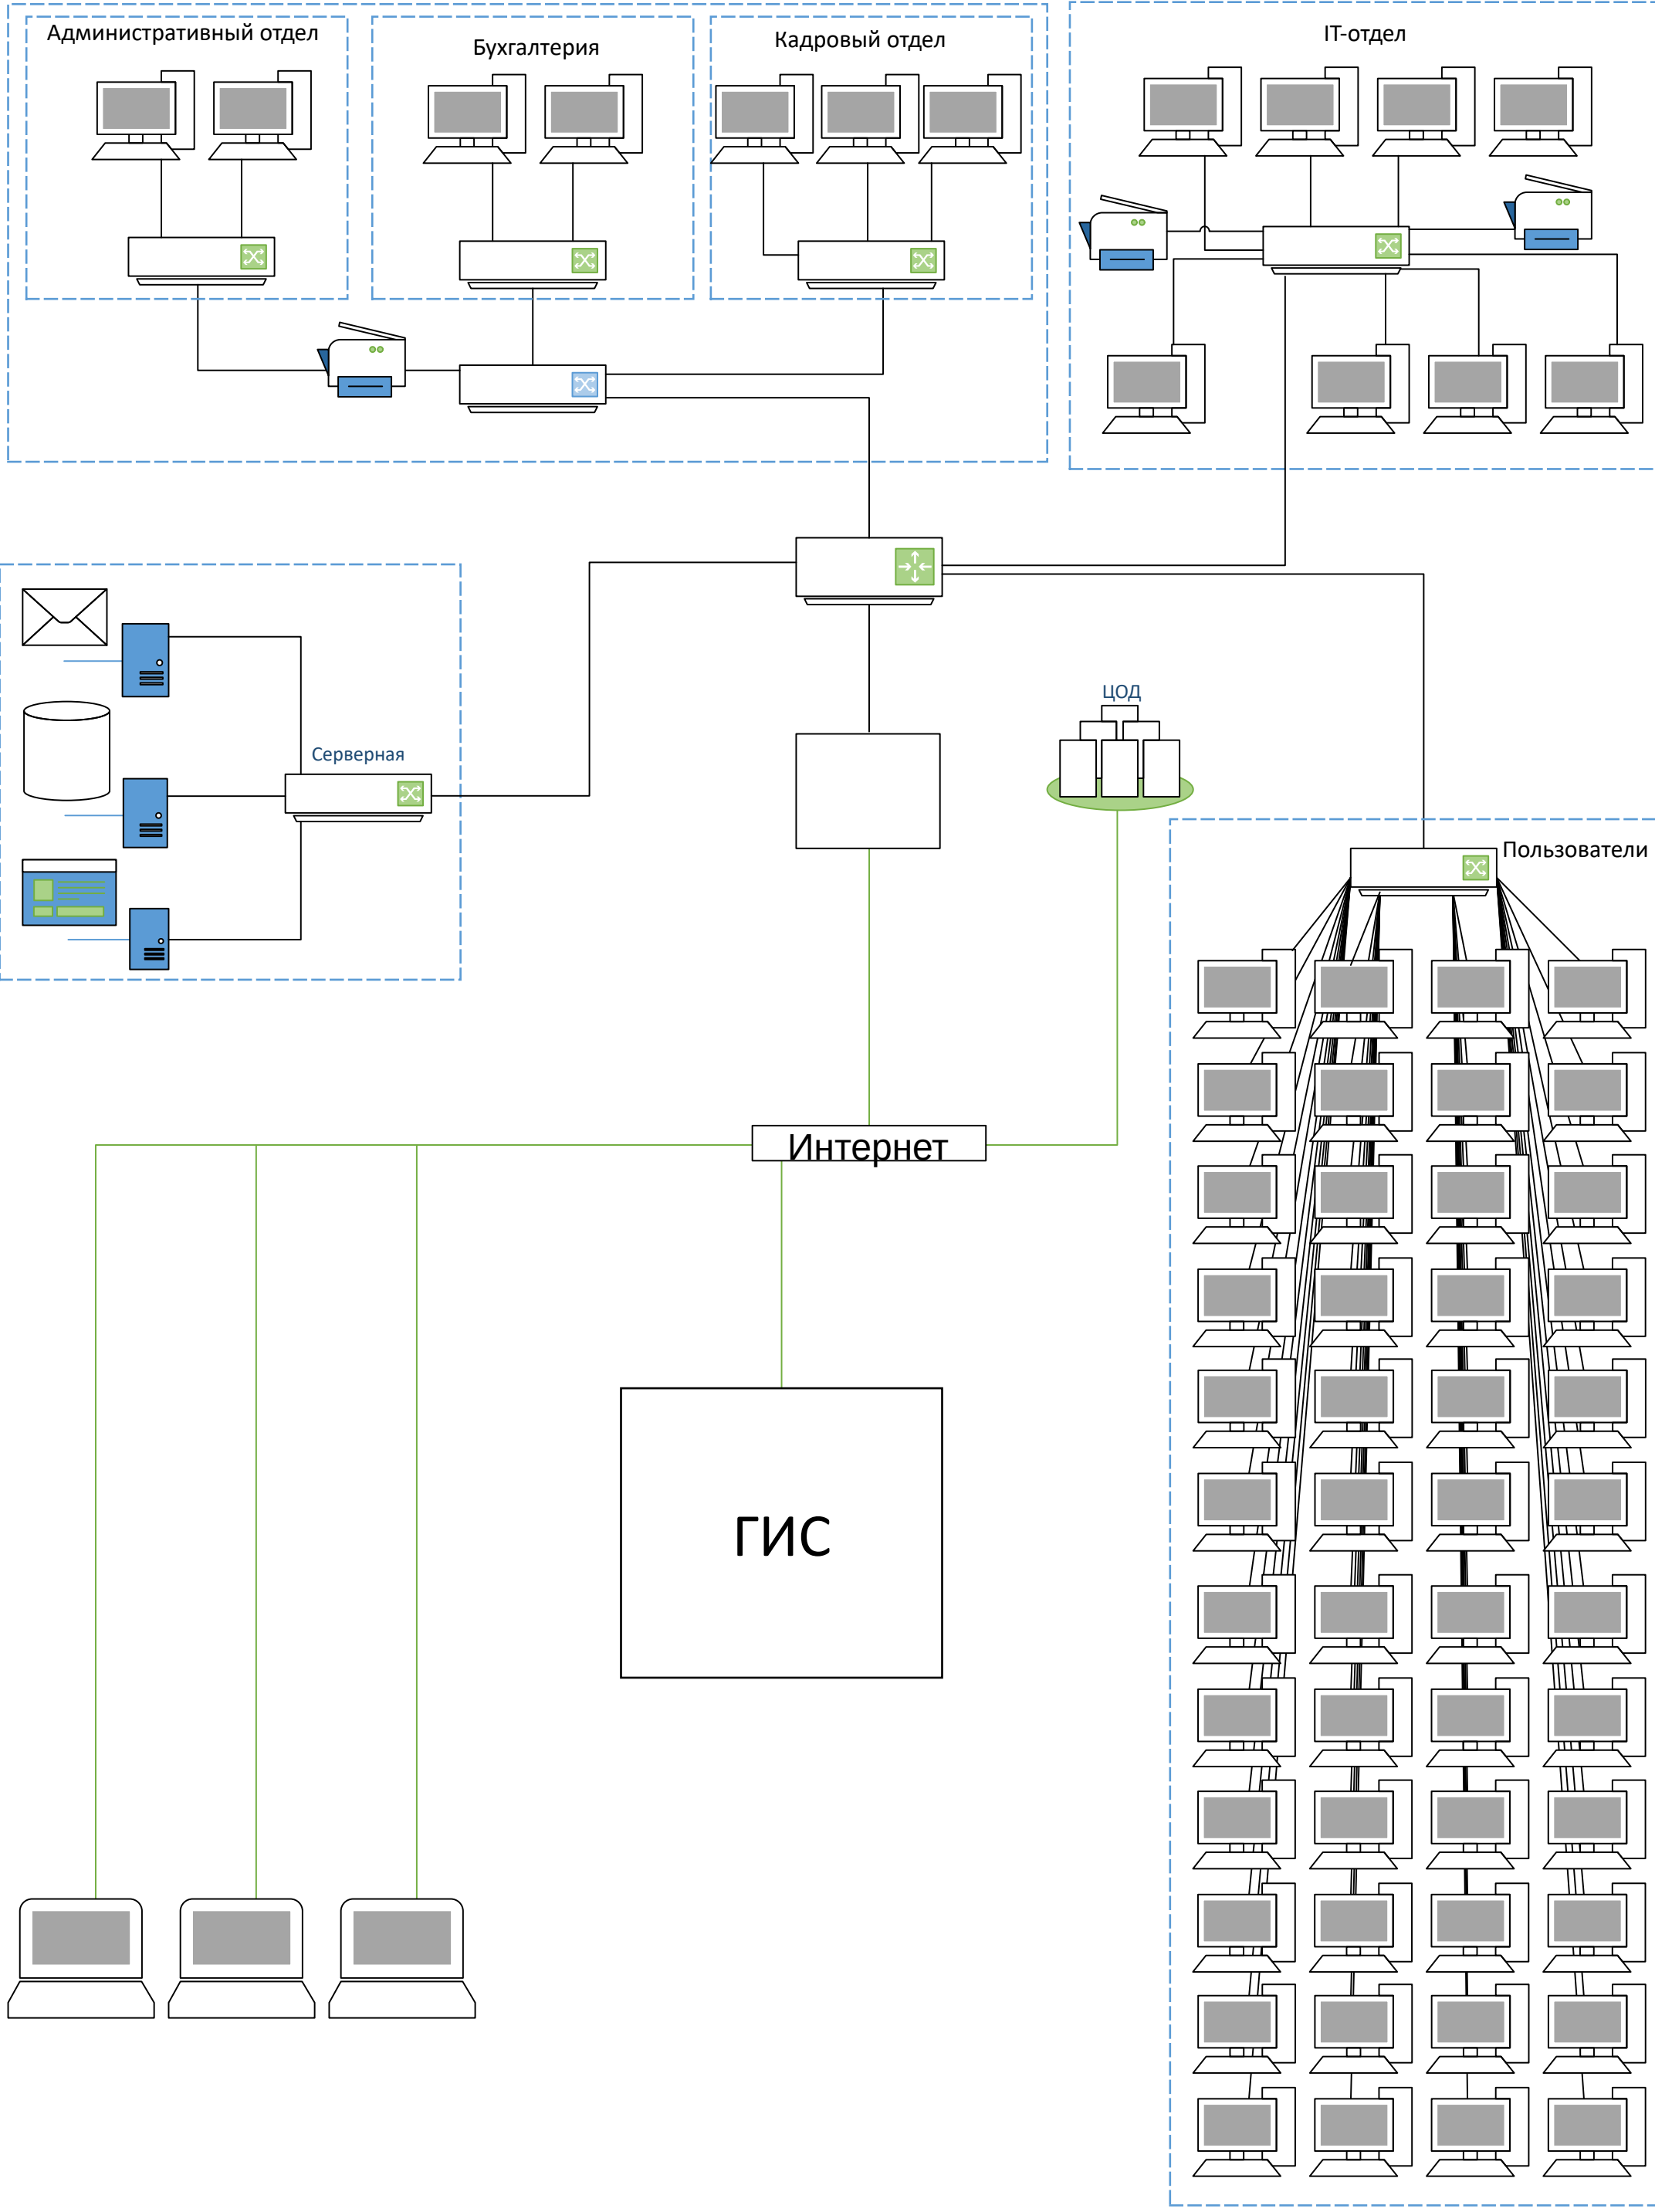 Административный отдел
Бухгалтерия
Кадровый отдел
IT-отдел
ЦОД
Серверная
Пользователи
Интернет
ГИС